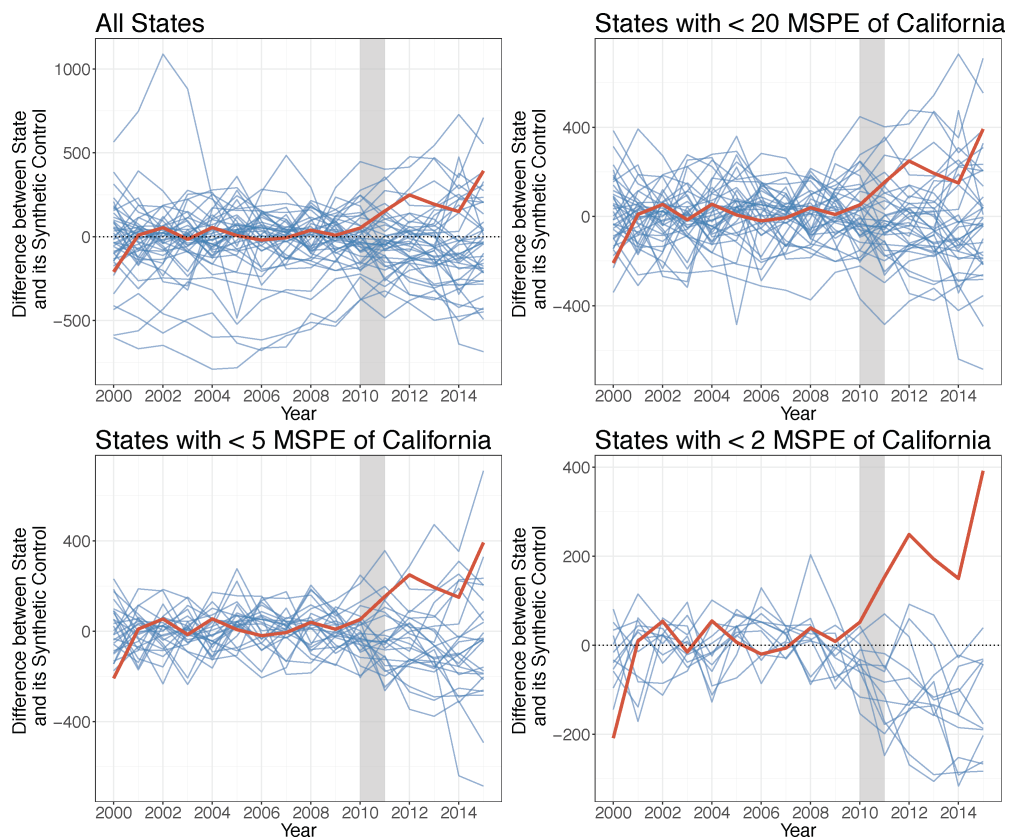 All States
Difference between State
and its Synthetic Control
1000
500
0
−500
2000 2002 2004 2006 2008 2010 2012 2014
Year
States with < 20 MSPE of California
Difference between State
and its Synthetic Control
400
0
−400
2000 2002 2004 2006 2008 2010 2012 2014
Year
States with < 5 MSPE of California
Difference between State
and its Synthetic Control
400
0
−400
2000 2002 2004 2006 2008 2010 2012 2014
Year
States with < 2 MSPE of California
Difference between State
and its Synthetic Control
400
200
0
−200
2000 2002 2004 2006 2008 2010 2012 2014
Year